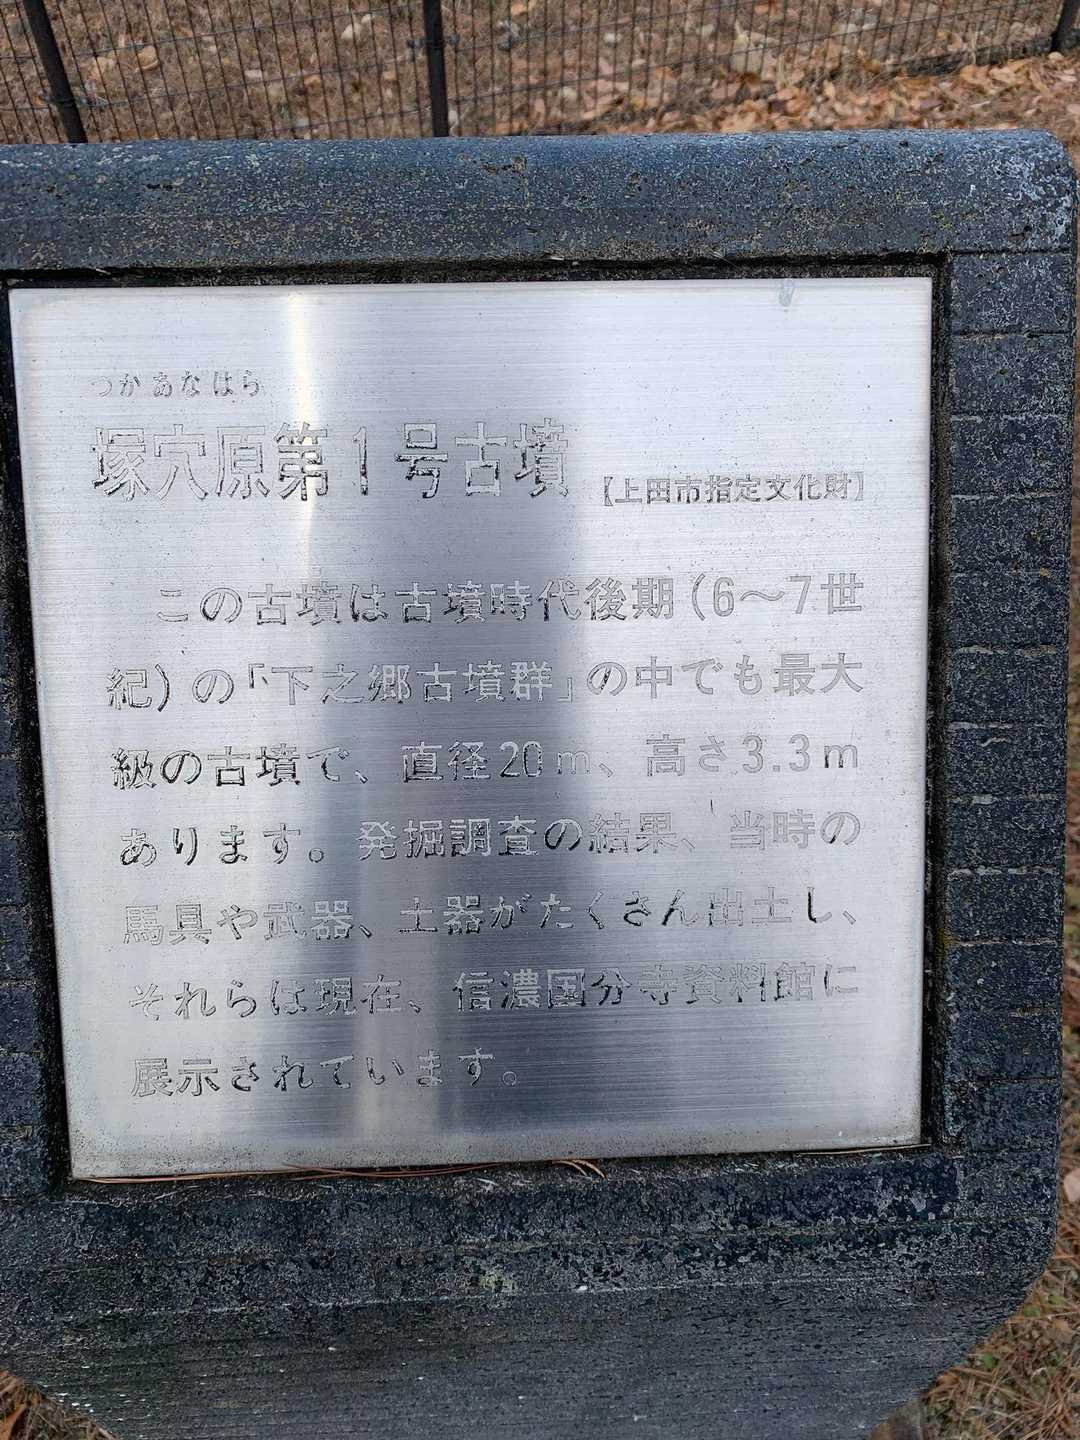 つかあなはら
塚穴原第1号古墳 【上田市指定文化財】
この古墳は古墳時代後期(6〜7世
紀)の「下之郷古墳群」の中でも最大
級の古墳で、直径20m、高さ3.3m
あります。発掘調査の結果、当時の
馬具や武器、土器がたくさん出土し、
それらは現在、信濃国分寺資料館に
展示されています。